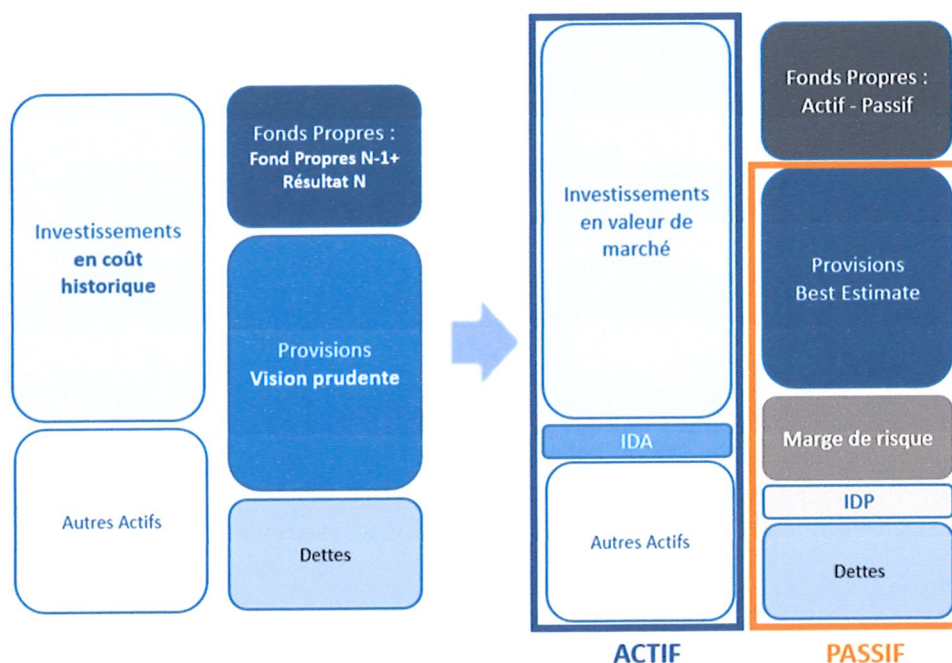 Fonds Propres :
Fond Propres N-1+
Résultat N
Investissements
en coût
historique
Provisions
Vision prudente
Autres Actifs
Dettes
Fonds Propres :
Actif - Passif
Investissements
en valeur de
marché
Provisions
Best Estimate
IDA
Marge de risque
IDP
Autres Actifs
Dettes
ACTIF
PASSIF